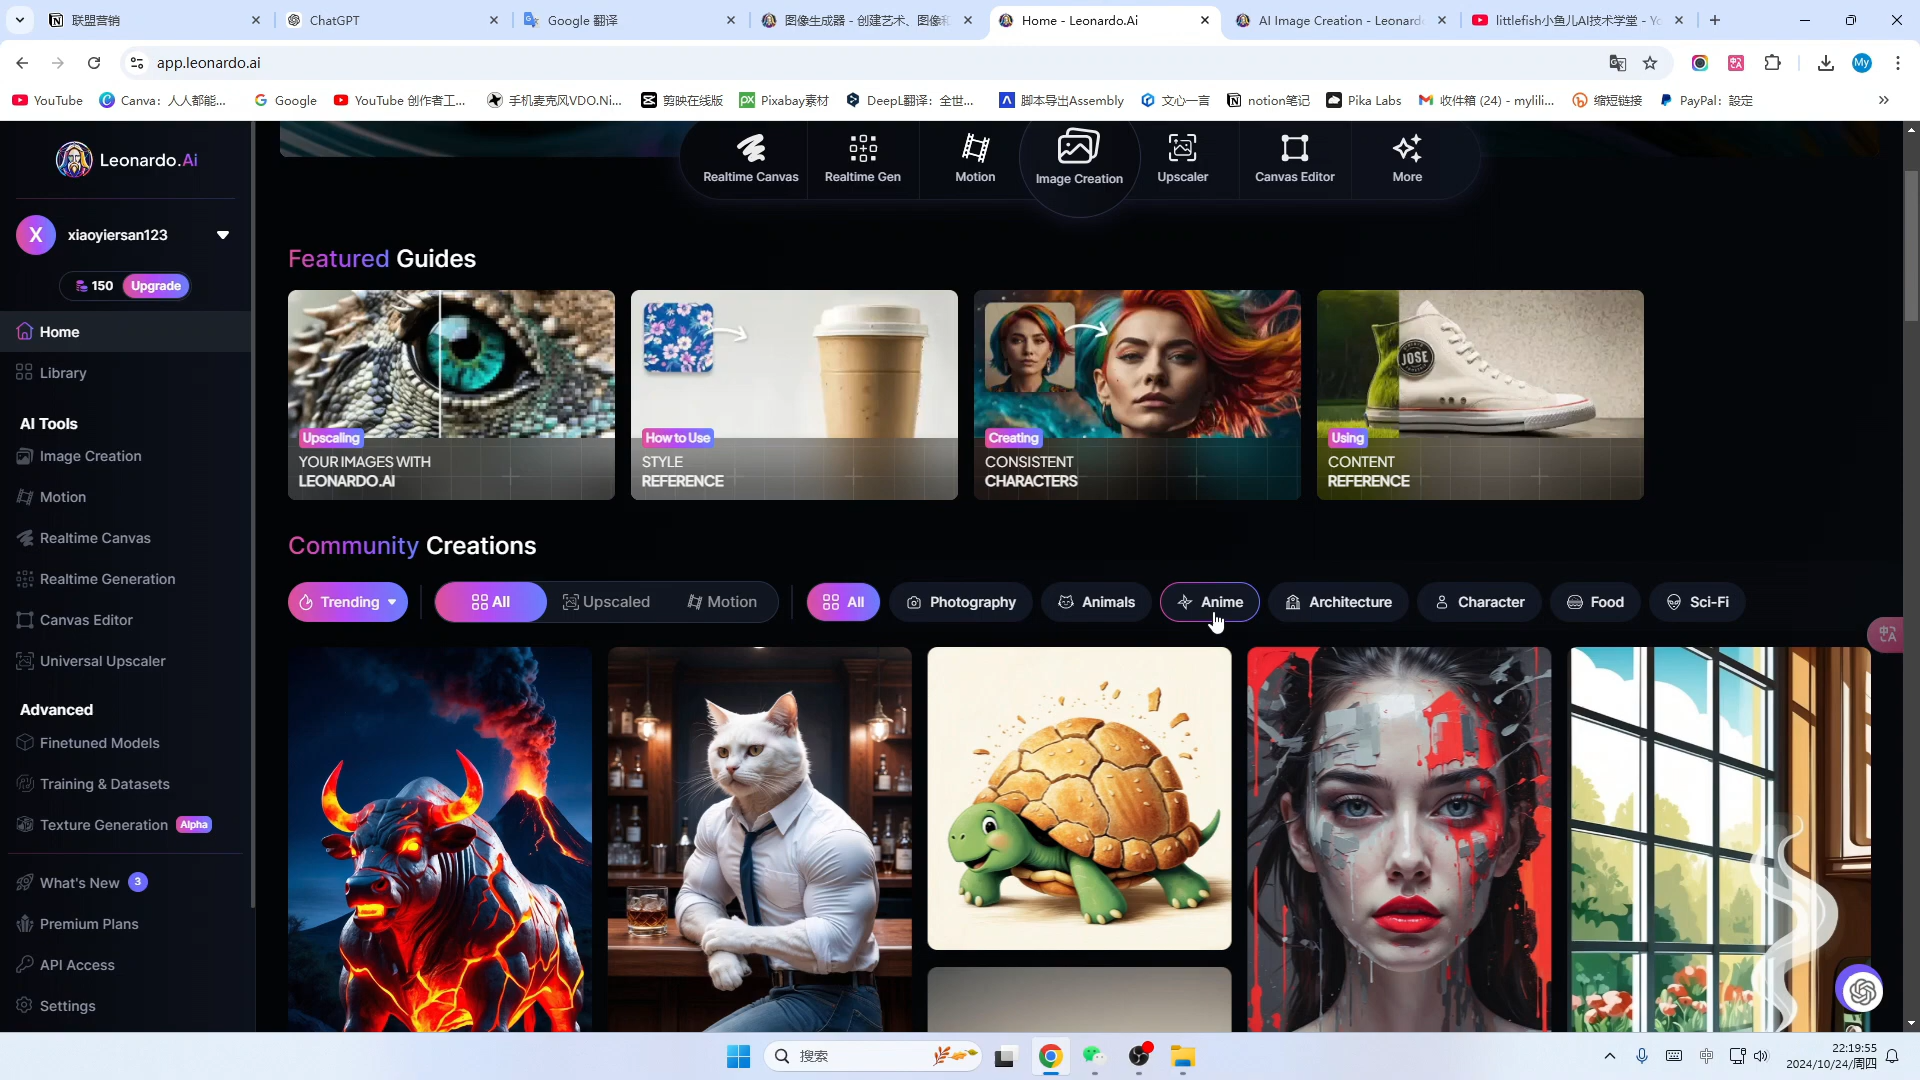 联盟营销
ChatGPT
Google 翻译
图像生成器 - 创建艺术、图像和
Home - Leonardo.Ai
AI Image Creation - Leonardo
littlefish小鱼儿AI技术学堂 - Yo
app.leonardo.ai
My
YouTube
Canva：人人都能...
Google
YouTube 创作者工...
手机麦克风VDO.Ni...
剪映在线版
Pixabay素材
DeepL翻译：全世...
脚本导出Assembly
文心一言
notion笔记
Pika Labs
收件箱 (24) - mylili...
缩短链接
PayPal：設定
Leonardo.Ai
X
xiaoyiersan123
150
Upgrade
Home
Library
AI Tools
Image Creation
Motion
Realtime Canvas
Realtime Generation
Canvas Editor
Universal Upscaler
Advanced
Finetuned Models
Training & Datasets
Texture Generation
Alpha
What's New
3
Premium Plans
API Access
Settings
Realtime Canvas
Realtime Gen
Motion
Image Creation
Upscaler
Canvas Editor
More
Featured Guides
Upscaling
YOUR IMAGES WITH
LEONARDO.AI
How to Use
STYLE
REFERENCE
Creating
CONSISTENT
CHARACTERS
JOSE
Using
CONTENT
REFERENCE
Community Creations
Trending
All
Upscaled
Motion
All
Photography
Animals
Anime
Architecture
Character
Food
Sci-Fi
搜索
中
22:19:55
2024/10/24/周四